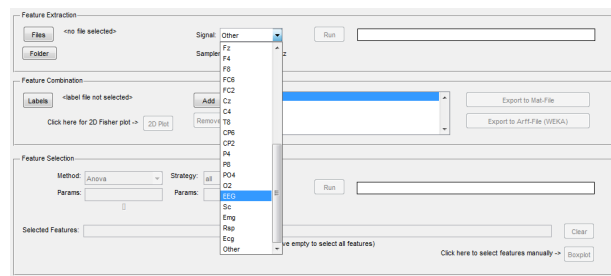 Feature Extraction
Files
<no file selected>
Signal:
Other
Run
Folder
Sampler
z
Fz
F4
F8
FC6
FC2
Cz
C4
T8
CP6
CP2
P4
P8
PO4
O2
EEG
Sc
Emg
Rsp
Ecg
Other
Feature Combination
Labels
<label file not selected>
Add
Export to Mat-File
Click here for 2D Fisher plot ->
2D Plot
Remove
Export to Arff-File (WEKA)
Feature Selection
Method:
Anova
Strategy:
all
Run
Params:
Params:
Selected Features:
Clear
ve empty to select all features)
Click here to select features manually ->
Boxplot